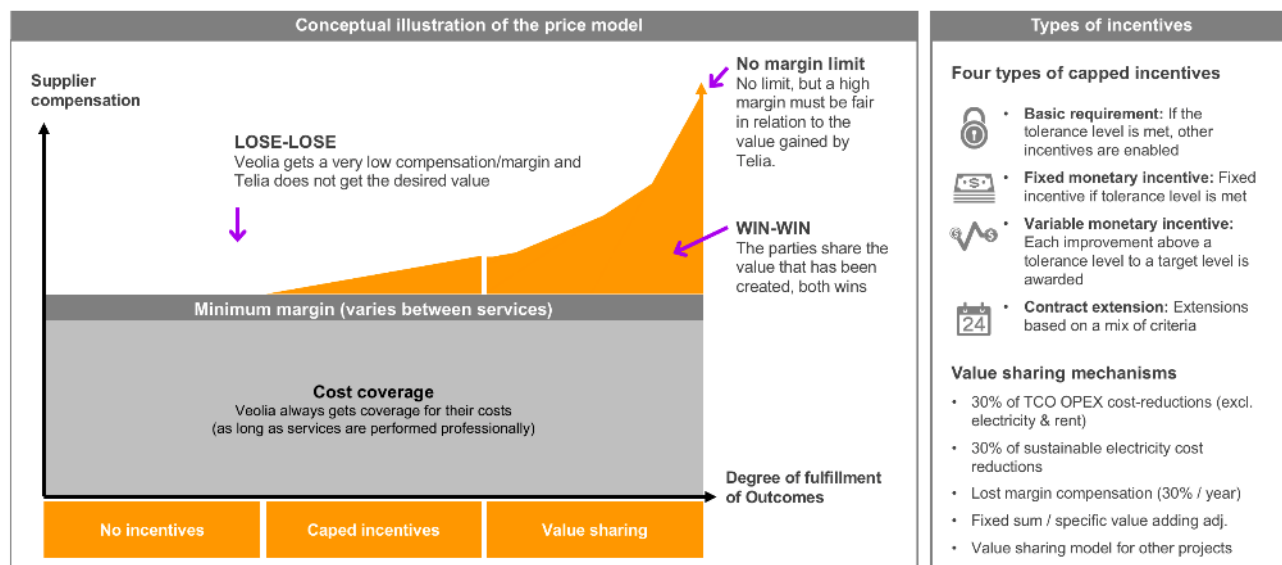 Conceptual illustration of the price model
Supplier
compensation
LOSE-LOSE
Veolia gets a very low compensation/margin and
Telia does not get the desired value
No margin limit
No limit, but a high
margin must be fair
in relation to the
value gained by
Telia.
WIN-WIN
The parties share the
value that has been
created, both wins
Minimum margin (varies between services)
Cost coverage
Veolia always gets coverage for their costs
(as long as services are performed professionally)
Degree of fulfillment
of Outcomes
No incentives
Caped incentives
Value sharing
Types of incentives
Four types of capped incentives
• Basic requirement: If the
tolerance level is met, other
incentives are enabled
$
• Fixed monetary incentive: Fixed
incentive if tolerance level is met
$ $
• Variable monetary incentive:
Each improvement above a
tolerance level to a target level is
awarded
24
• Contract extension: Extensions
based on a mix of criteria
Value sharing mechanisms
• 30% of TCO OPEX cost-reductions (excl.
electricity & rent)
• 30% of sustainable electricity cost
reductions
• Lost margin compensation (30% / year)
• Fixed sum / specific value adding adj.
• Value sharing model for other projects